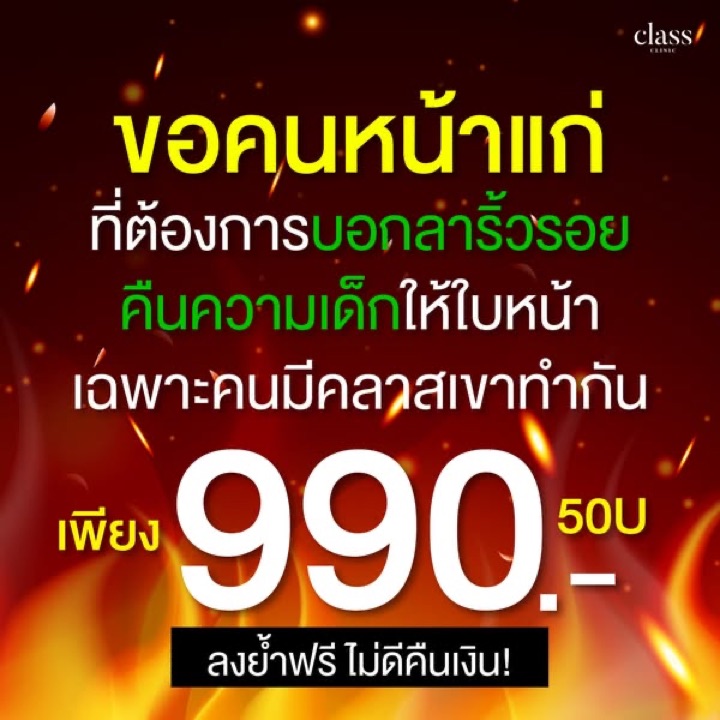 class
CLINIC
ขอคนหน้าแก่
ที่ต้องการบอกลาริ้วรอย
คืนความเด็กให้ใบหน้า
เฉพาะคนมีคลาสเขาทำกัน
เพียง 990.- 50U
ลงย้ำฟรี ไม่ดีคืนเงิน!